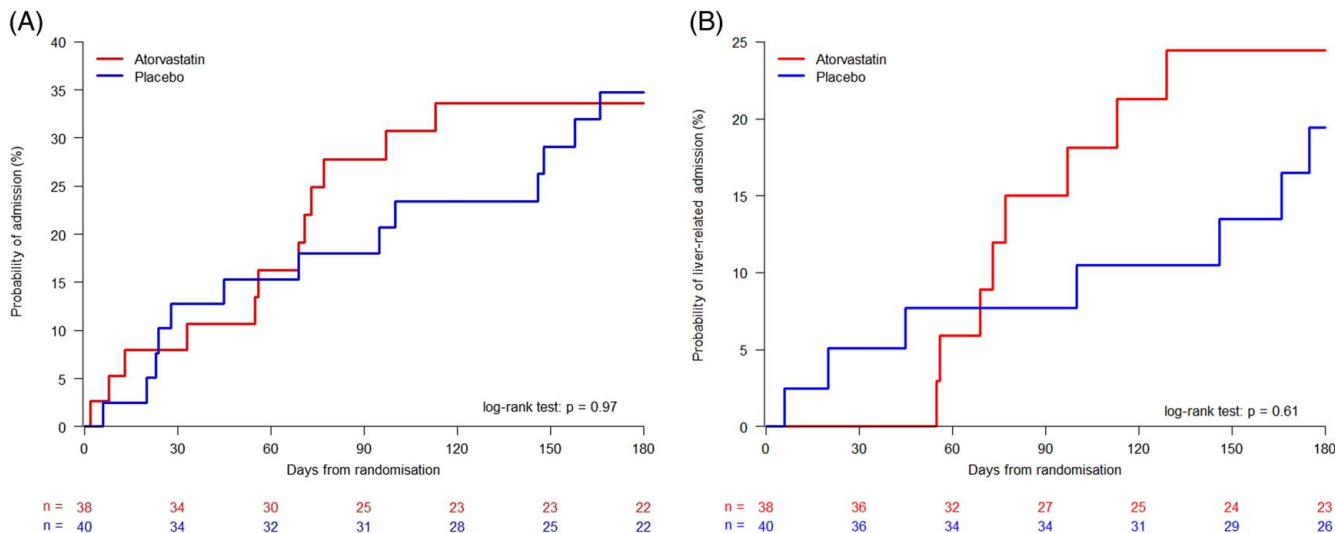 (A)
40
35
30
25
20
15
10
5
0
Probability of admission (%)
Atorvastatin
Placebo
log-rank test: p = 0.97
0 30 60 90 120 150 180
Days from randomisation
n = 38 34 30 25 23 23 22
n = 40 34 32 31 28 25 22
(B)
25
20
15
10
5
0
Probability of liver-related admission (%)
Atorvastatin
Placebo
log-rank test: p = 0.61
0 30 60 90 120 150 180
Days from randomisation
n = 38 36 32 27 25 24 23
n = 40 36 34 34 31 29 26